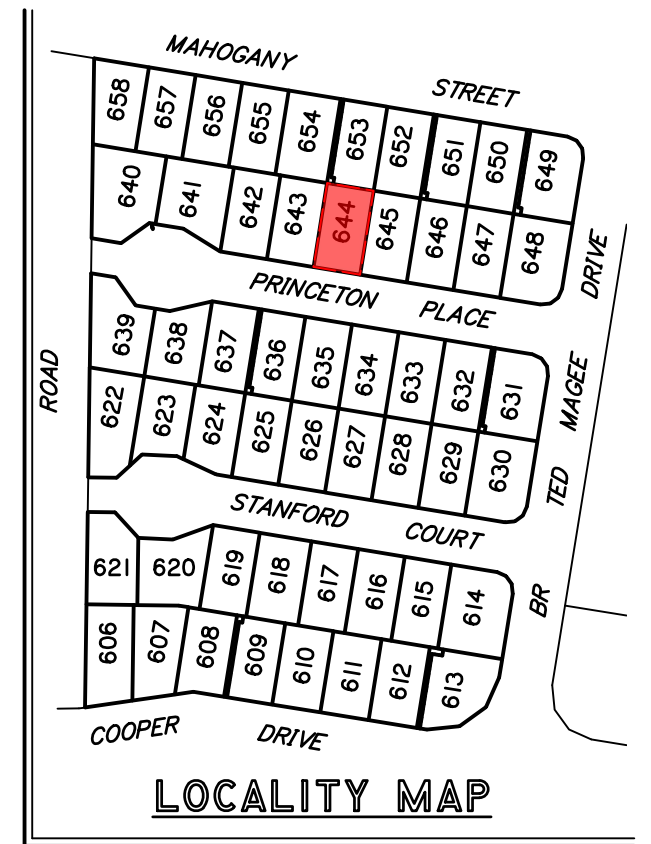 MAHOGANY STREET
658 657 656 655 654 653 652 651 650 649
640 641 642 643 644 645 646 647 648
PRINCETON PLACE
DRIVE
639 638 637 636 635 634 633 632 631
ROAD
MAGEE
622 623 624 625 626 627 628 629 630
TED
STANFORD COURT
621 620 619 618 617 616 615 614
BR
606 607 608 609 610 611 612 613
COOPER DRIVE
LOCALITY MAP